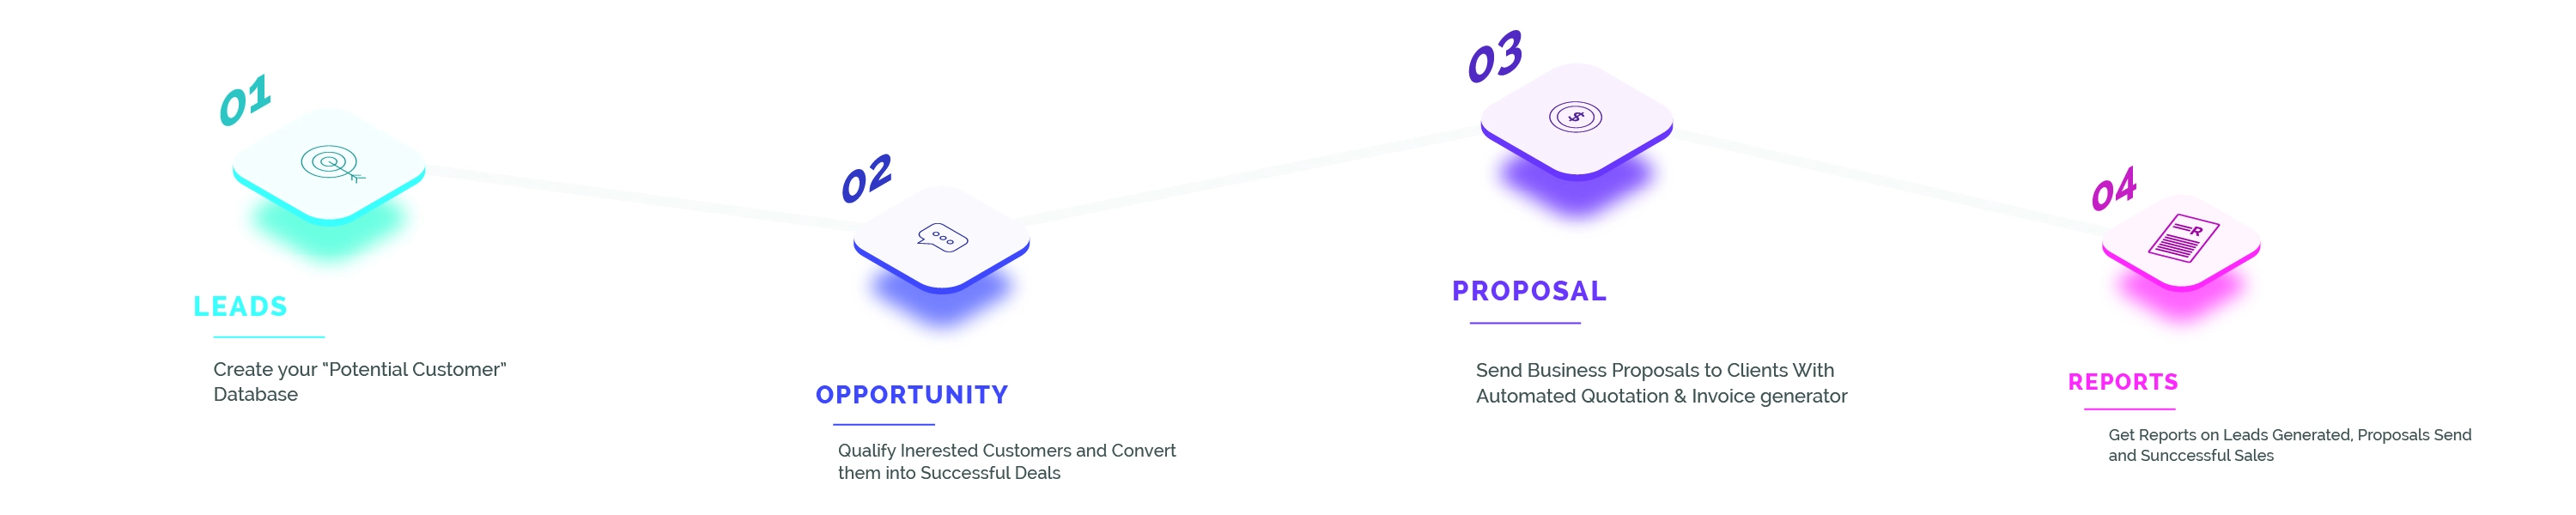 01
LEADS
Create your "Potential Customer"
Database
02
OPPORTUNITY
Qualify Inerested Customers and Convert
them into Successful Deals
03
$
PROPOSAL
Send Business Proposals to Clients With
Automated Quotation & Invoice generator
04
R
REPORTS
Get Reports on Leads Generated, Proposals Send
and Sunccessful Sales